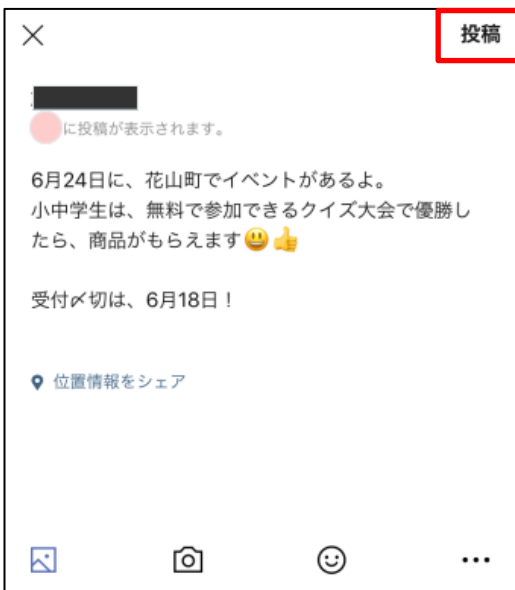 投稿
に投稿が表示されます。
6月24日に、花山町でイベントがあるよ。
小中学生は、無料で参加できるクイズ大会で優勝し
たら、商品がもらえます😃👍
受付〆切は、6月18日！
位置情報をシェア